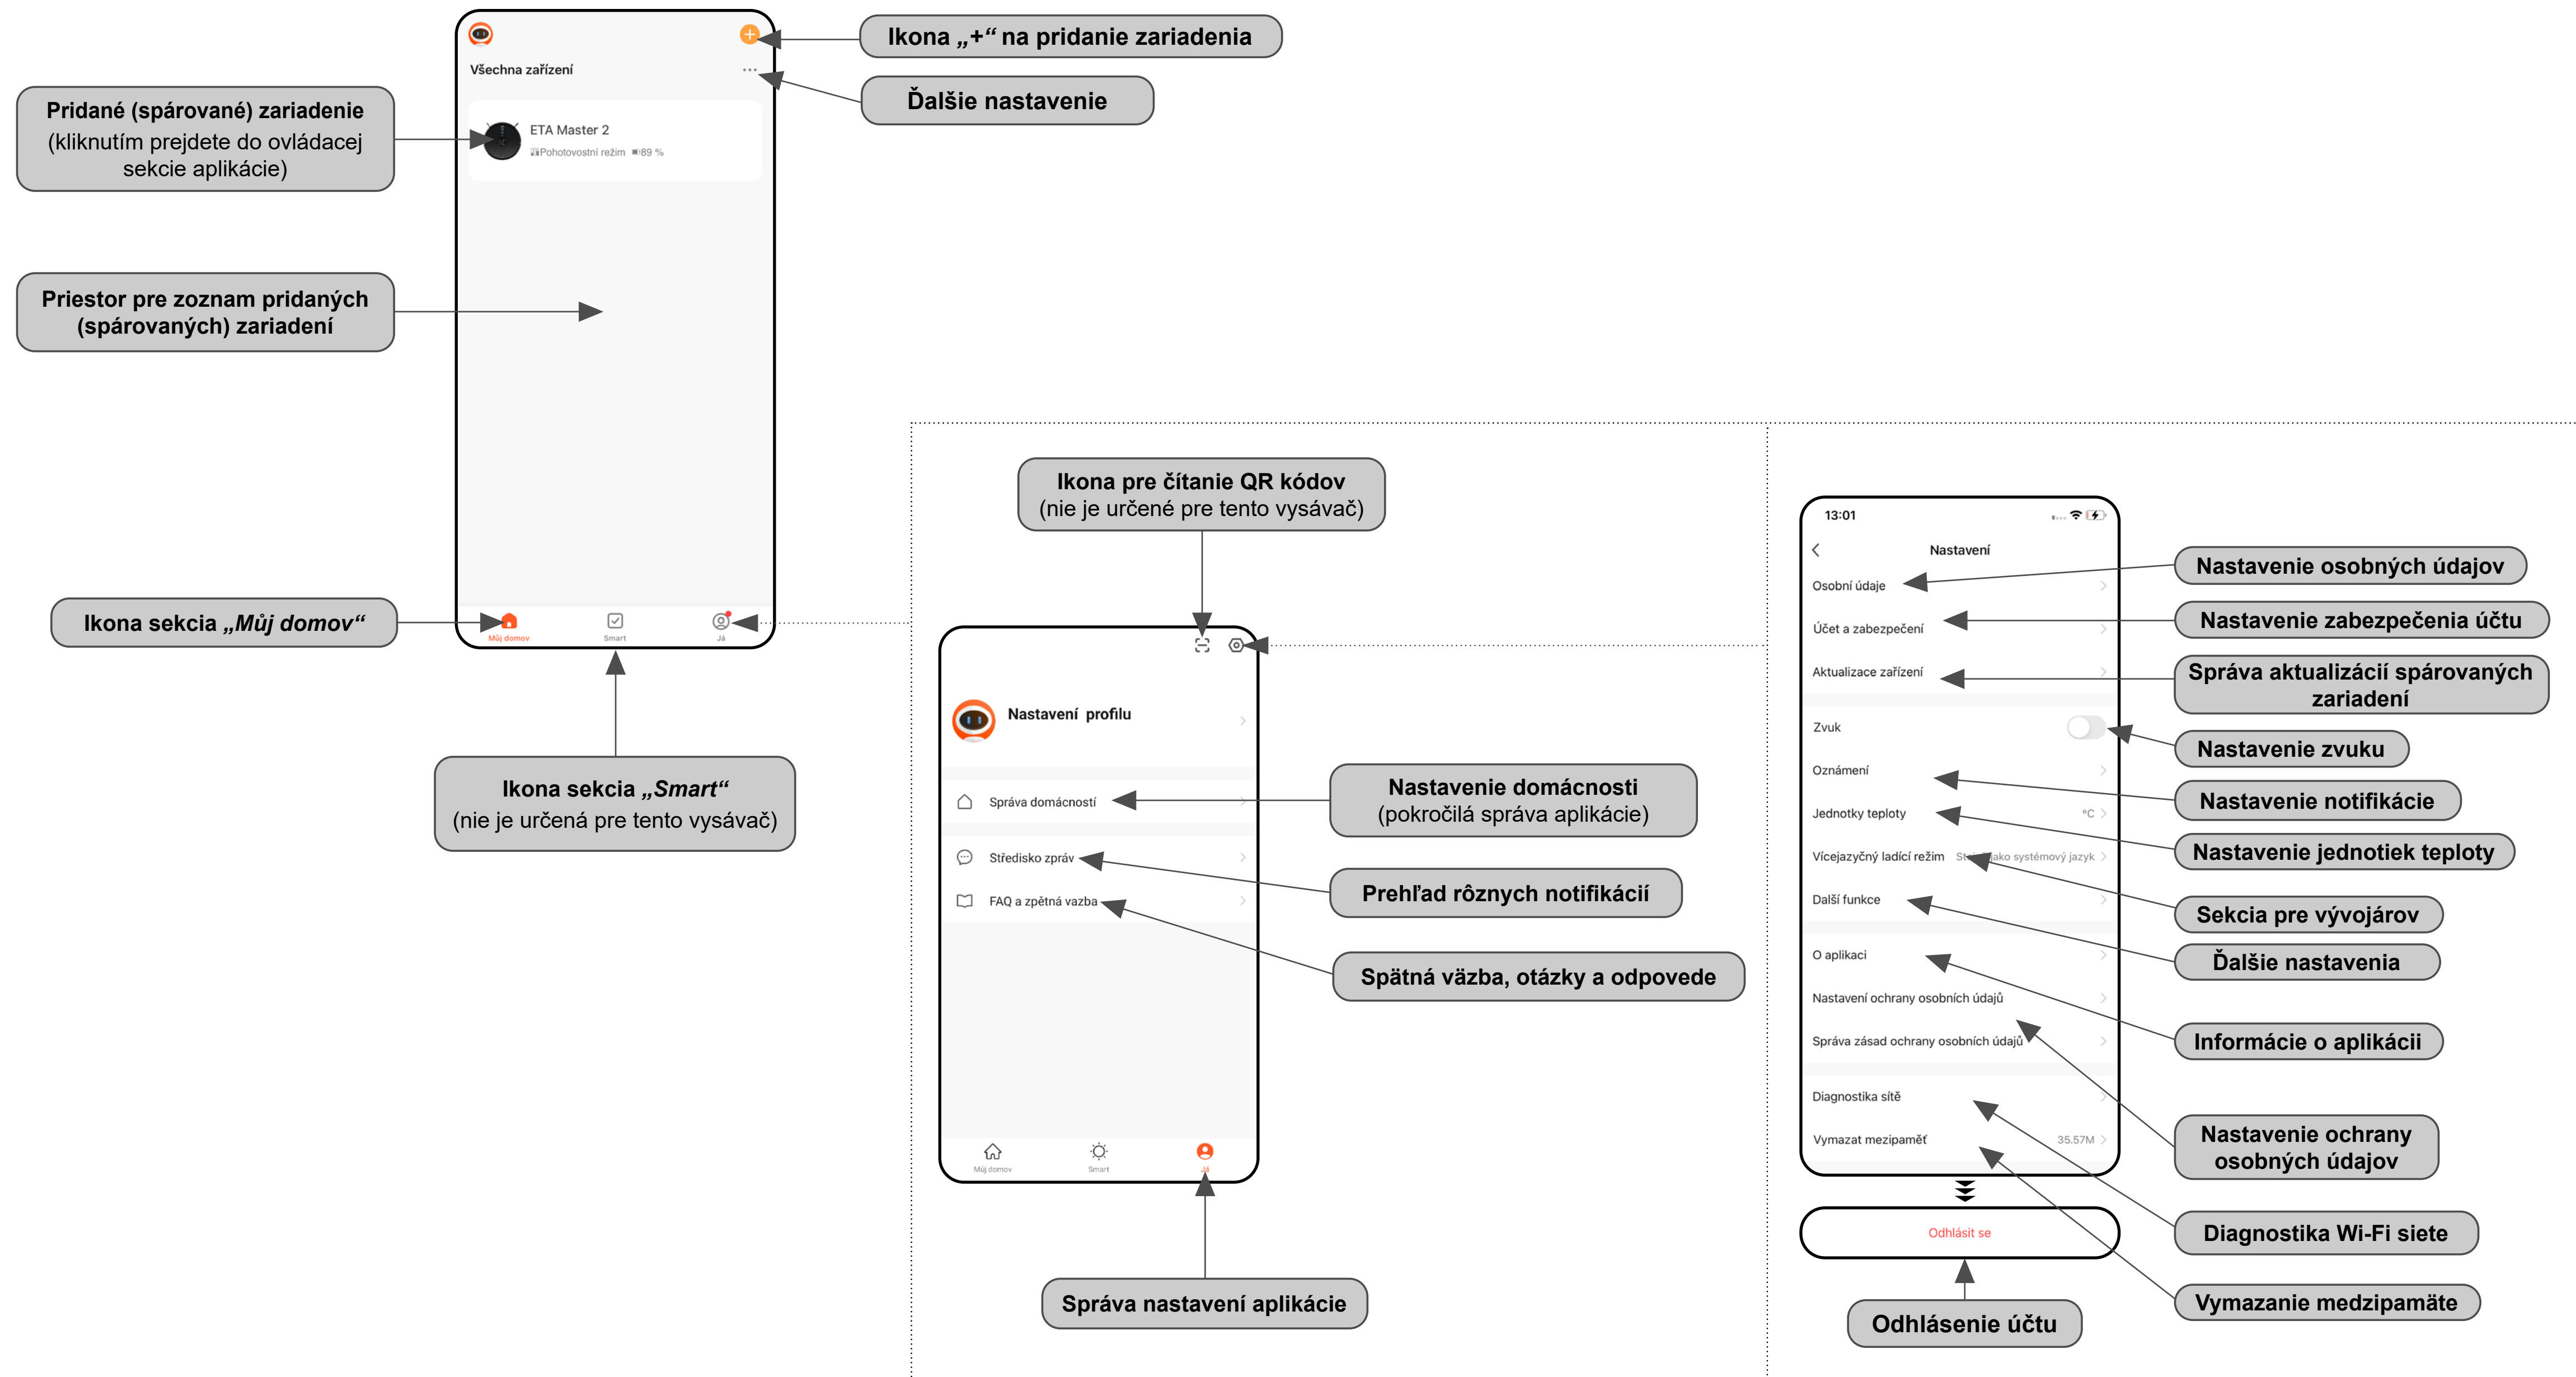 Ikona „+“ na pridanie zariadenia
Všechna zařízení
Ďalšie nastavenie
Pridané (spárované) zariadenie
(kliknutím prejdete do ovládacej
sekcie aplikácie)
ETA Master 2
Pohotovostní režim 89 %
Priestor pre zoznam pridaných
(spárovaných) zariadení
Ikona sekcia „Můj domov“
Můj domov
Smart
Já
Ikona sekcia „Smart“
(nie je určená pre tento vysávač)
Ikona pre čítanie QR kódov
(nie je určené pre tento vysávač)
Nastavení profilu
Správa domácností
Středisko zpráv
FAQ a zpětná vazba
Můj domov
Smart
Já
Nastavenie domácnosti
(pokročilá správa aplikácie)
Prehľad rôznych notifikácií
Spätná väzba, otázky a odpovede
Správa nastavení aplikácie
13:01
Nastavení
Osobní údaje
Účet a zabezpečení
Aktualizace zařízení
Zvuk
Oznámení
Jednotky teploty °C
Vícejazyčný ladící režim jako systémový jazyk
Další funkce
O aplikaci
Nastavení ochrany osobních údajů
Správa zásad ochrany osobních údajů
Diagnostika sítě
Vymazat mezipaměť 35.57M
Odhlásit se
Odhlásenie účtu
Nastavenie osobných údajov
Nastavenie zabezpečenia účtu
Správa aktualizácií spárovaných
zariadení
Nastavenie zvuku
Nastavenie notifikácie
Nastavenie jednotiek teploty
Sekcia pre vývojárov
Ďalšie nastavenia
Informácie o aplikácii
Nastavenie ochrany
osobných údajov
Diagnostika Wi-Fi siete
Vymazanie medzipamäte